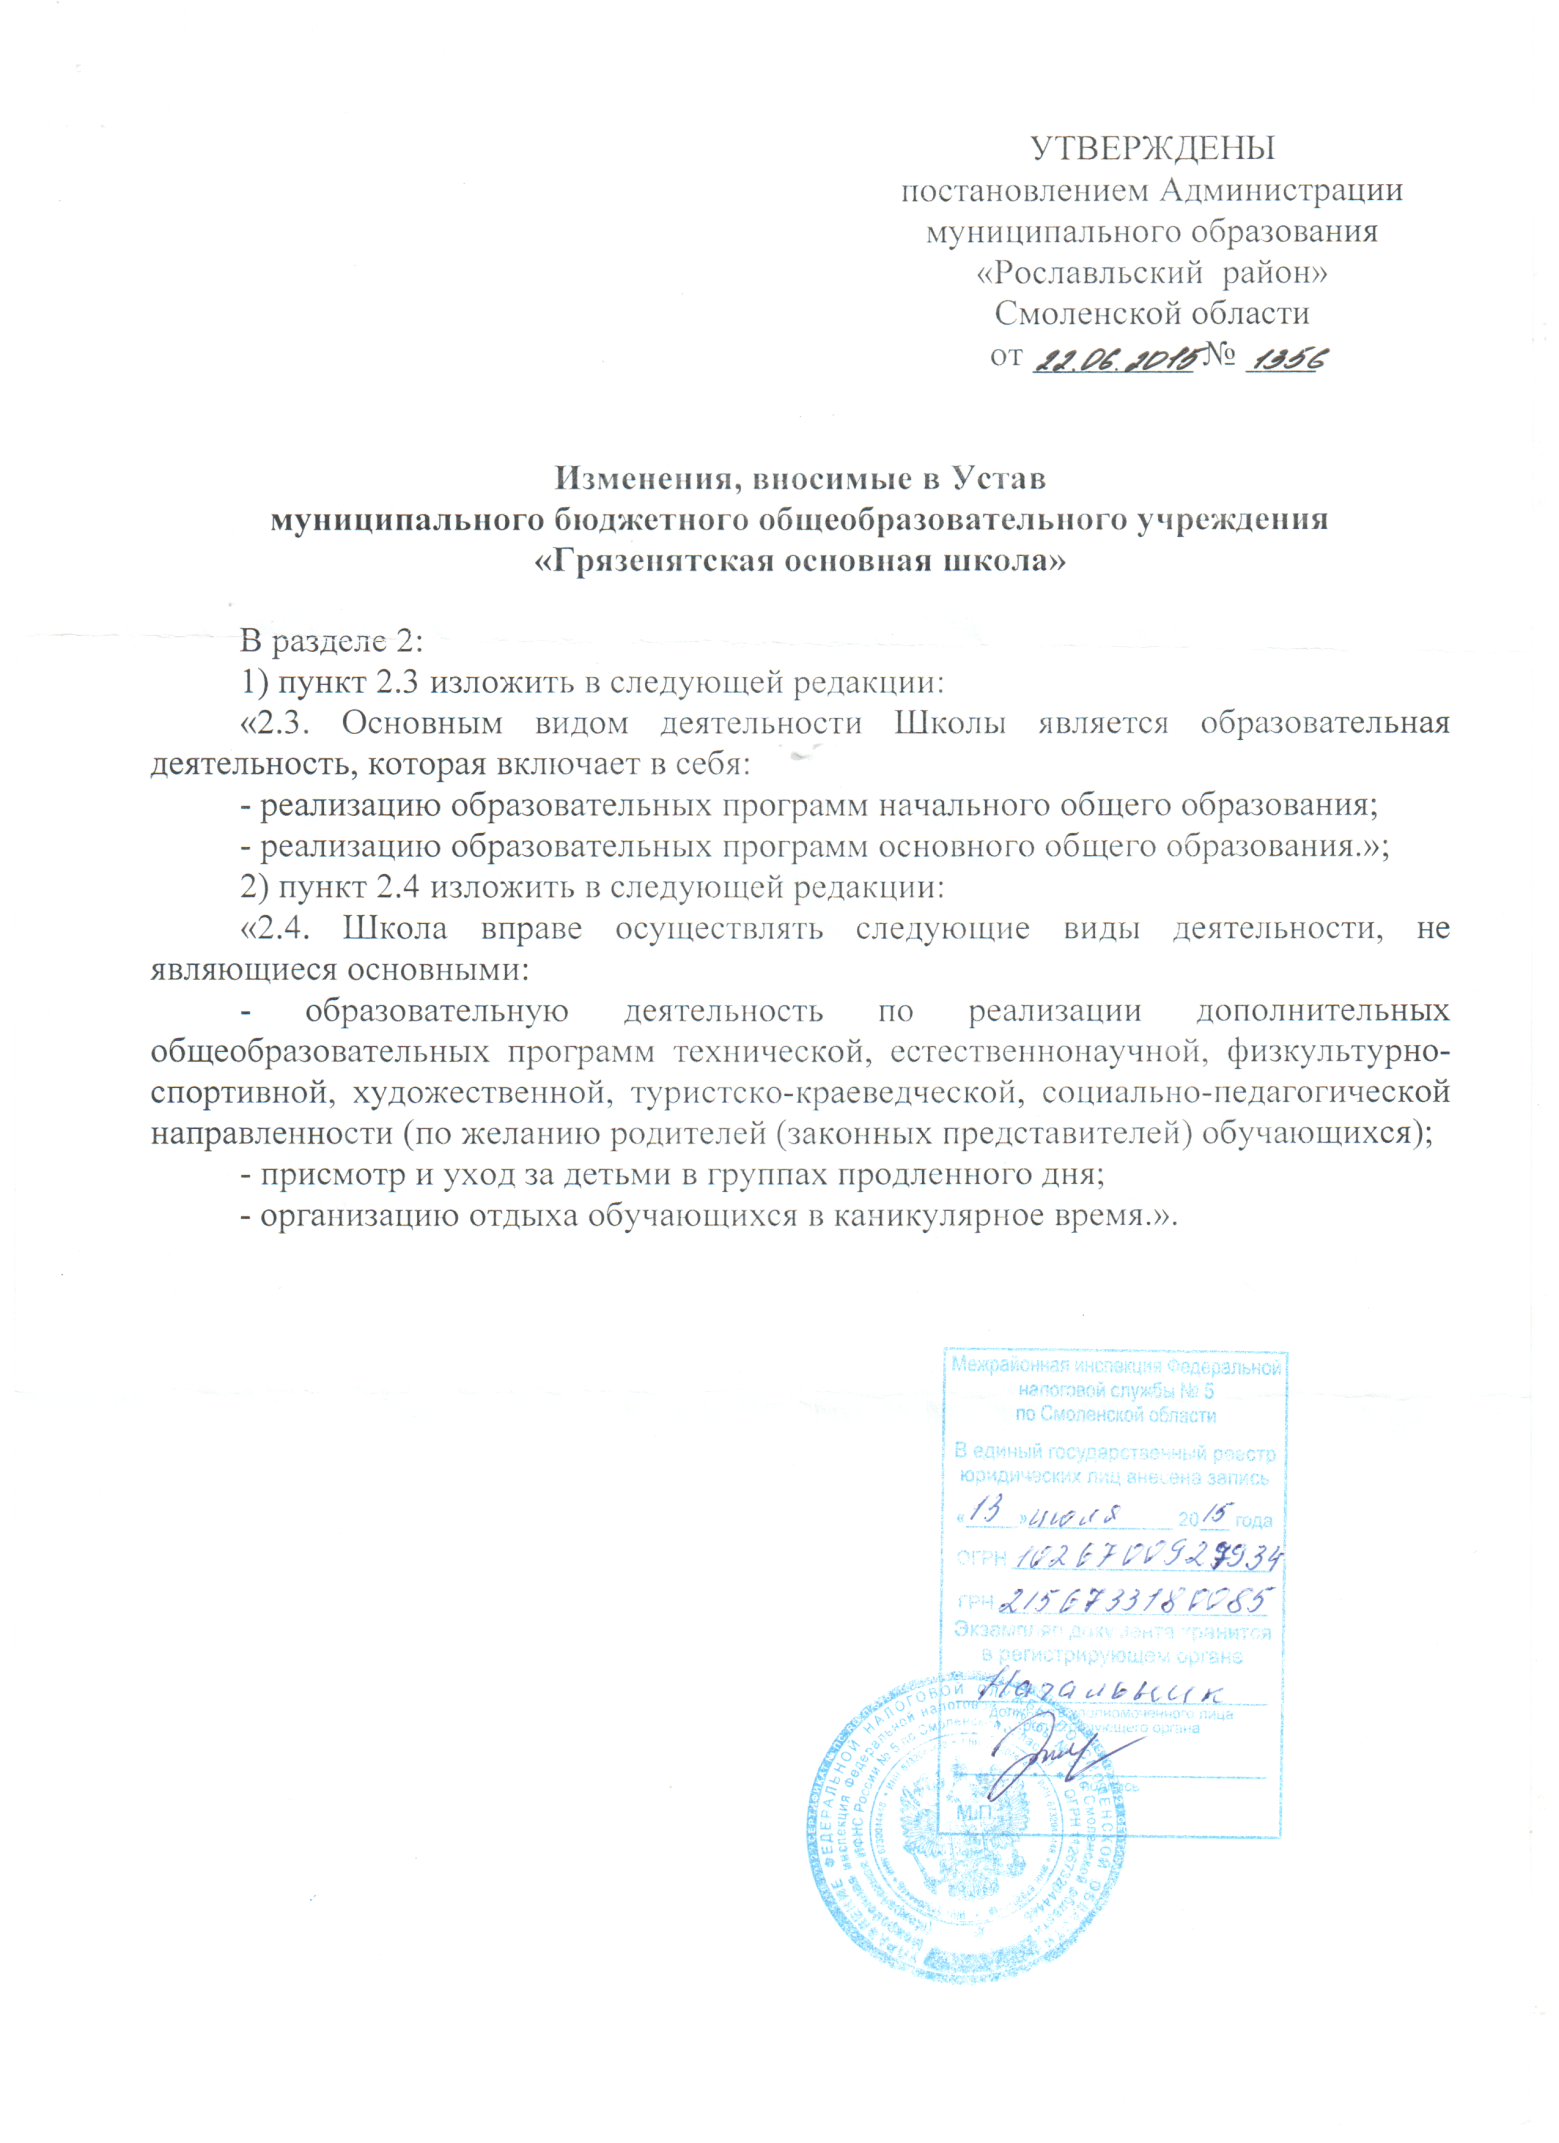 УТВЕРЖДЕНЫ
постановлением Администрации
муниципального образования
«Рославльский район»
Смоленской области
от 22.06.2015 № 1356
Изменения, вносимые в Устав
муниципального бюджетного общеобразовательного учреждения
«Грязенятская основная школа»
В разделе 2:
1) пункт 2.3 изложить в следующей редакции:
«2.3. Основным видом деятельности Школы является образовательная
деятельность, которая включает в себя:
- реализацию образовательных программ начального общего образования;
- реализацию образовательных программ основного общего образования.»;
2) пункт 2.4 изложить в следующей редакции:
«2.4. Школа вправе осуществлять следующие виды деятельности, не
являющиеся основными:
- образовательную деятельность по реализации дополнительных
общеобразовательных программ технической, естественнонаучной, физкультурно-
спортивной, художественной, туристско-краеведческой, социально-педагогической
направленности (по желанию родителей (законных представителей) обучающихся);
- присмотр и уход за детьми в группах продленного дня;
- организацию отдыха обучающихся в каникулярное время.».
Межрайонная инспекция Федеральной
налоговой службы № 5
по Смоленской области
В единый государственный реестр
юридических лиц внесена запись
«13» июля 2015 года
ОГРН 1026700927934
ГРН 2156733180085
Экземпляр документа хранится
в регистрирующем органе
Начальник
М.П.